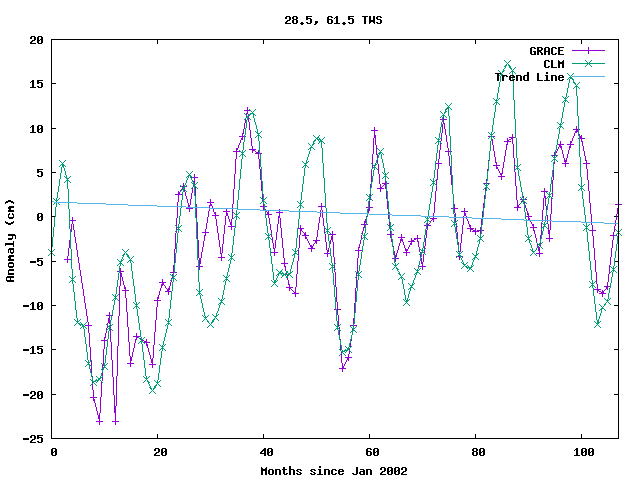 28.5, 61.5 TWS
GRACE
CLM
Trend Line
20
15
10
5
0
-5
-10
-15
-20
-25
Anomaly (cm)
0 20 40 60 80 100
Months since Jan 2002